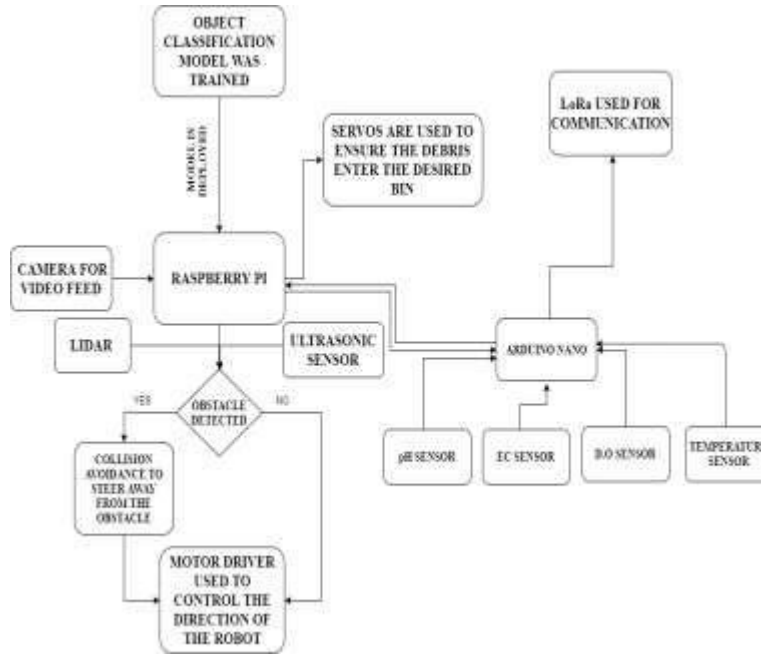 OBJECT
CLASSIFICATION
MODEL WAS
TRAINED
MODEL IS
DEPLOYED
LoRa USED FOR
COMMUNICATION
SERVOS ARE USED TO
ENSURE THE DEBRIS
ENTER THE DESIRED
BIN
CAMERA FOR
VIDEO FEED
RASPBERRY PI
LIDAR
ULTRASONIC
SENSOR
ARDUINO NANO
YES
OBSTACLE
DETECTED
NO
pH SENSOR
EC SENSOR
D.O SENSOR
TEMPERATUR
SENSOR
COLLISION
AVOIDANCE TO
STEER AWAY
FROM THE
OBSTACLE
MOTOR DRIVER
USED TO
CONTROL THE
DIRECTION OF
THE ROBOT